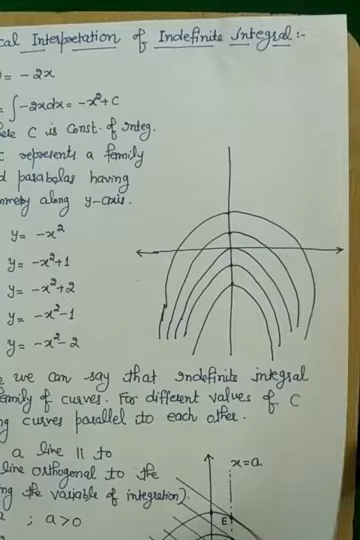 cal Interpretation of Indefinite Integral :-
= -2x
= ∫-2xdx = -x²+C
ere C is Const. of integ.
C represents a family
d parabolas having
mmetry along y-axis.
y = -x²
y = -x²+1
y = -x²+2
y = -x²-1
y = -x²-2
e we can say that Indefinite integral
family of curves. For different values of C
ng curves parallel to each other.
a line || to
line orthogonal to the
ng the variable of integration).
x=a
; a>0
E